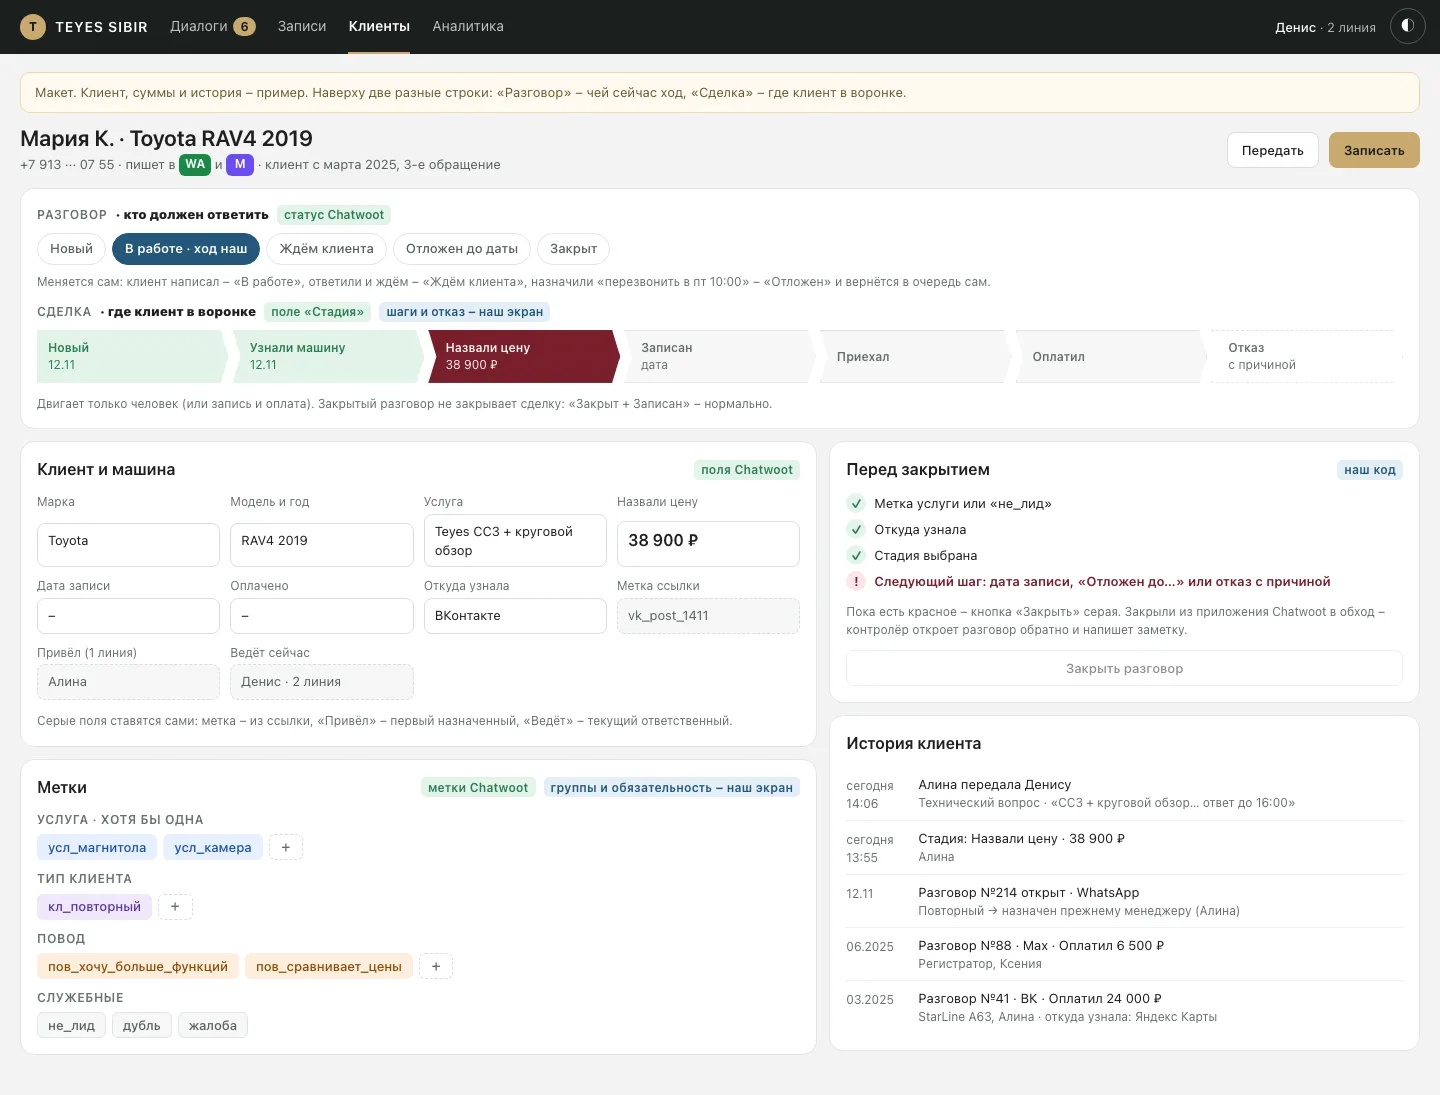 T TEYES SIBIR Диалоги 6 Записи Клиенты Аналитика Денис · 2 линия
Макет. Клиент, суммы и история – пример. Наверху две разные строки: «Разговор» – чей сейчас ход, «Сделка» – где клиент в воронке.
Мария К. · Toyota RAV4 2019
+7 913 ··· 07 55 · пишет в WA и M · клиент с марта 2025, 3-е обращение
Передать Записать
РАЗГОВОР · кто должен ответить статус Chatwoot
Новый В работе · ход наш Ждём клиента Отложен до даты Закрыт
Меняется сам: клиент написал – «В работе», ответили и ждём – «Ждём клиента», назначили «перезвонить в пт 10:00» – «Отложен» и вернётся в очередь сам.
СДЕЛКА · где клиент в воронке поле «Стадия» шаги и отказ – наш экран
Новый
12.11
Узнали машину
12.11
Назвали цену
38 900 ₽
Записан
дата
Приехал
Оплатил
Отказ
с причиной
Двигает только человек (или запись и оплата). Закрытый разговор не закрывает сделку: «Закрыт + Записан» – нормально.
Клиент и машина поля Chatwoot
Марка Модель и год Услуга Назвали цену
Toyota RAV4 2019 Teyes CC3 + круговой
обзор
38 900 ₽
Дата записи Оплачено Откуда узнала Метка ссылки
– – ВКонтакте vk_post_1411
Привёл (1 линия) Ведёт сейчас
Алина Денис · 2 линия
Серые поля ставятся сами: метка – из ссылки, «Привёл» – первый назначенный, «Ведёт» – текущий ответственный.
Метки метки Chatwoot группы и обязательность – наш экран
УСЛУГА · ХОТЯ БЫ ОДНА
усл_магнитола усл_камера +
ТИП КЛИЕНТА
кл_повторный +
ПОВОД
пов_хочу_больше_функций пов_сравнивает_цены +
СЛУЖЕБНЫЕ
не_лид дубль жалоба
Перед закрытием наш код
Метка услуги или «не_лид»
Откуда узнала
Стадия выбрана
! Следующий шаг: дата записи, «Отложен до...» или отказ с причиной
Пока есть красное – кнопка «Закрыть» серая. Закрыли из приложения Chatwoot в обход –
контролёр откроет разговор обратно и напишет заметку.
Закрыть разговор
История клиента
сегодня
14:06
Алина передала Денису
Технический вопрос · «CC3 + круговой обзор... ответ до 16:00»
сегодня
13:55
Стадия: Назвали цену · 38 900 ₽
Алина
12.11
Разговор №214 открыт · WhatsApp
Повторный → назначен прежнему менеджеру (Алина)
06.2025
Разговор №88 · Max · Оплатил 6 500 ₽
Регистратор, Ксения
03.2025
Разговор №41 · ВК · Оплатил 24 000 ₽
StarLine A63, Алина · откуда узнала: Яндекс Карты